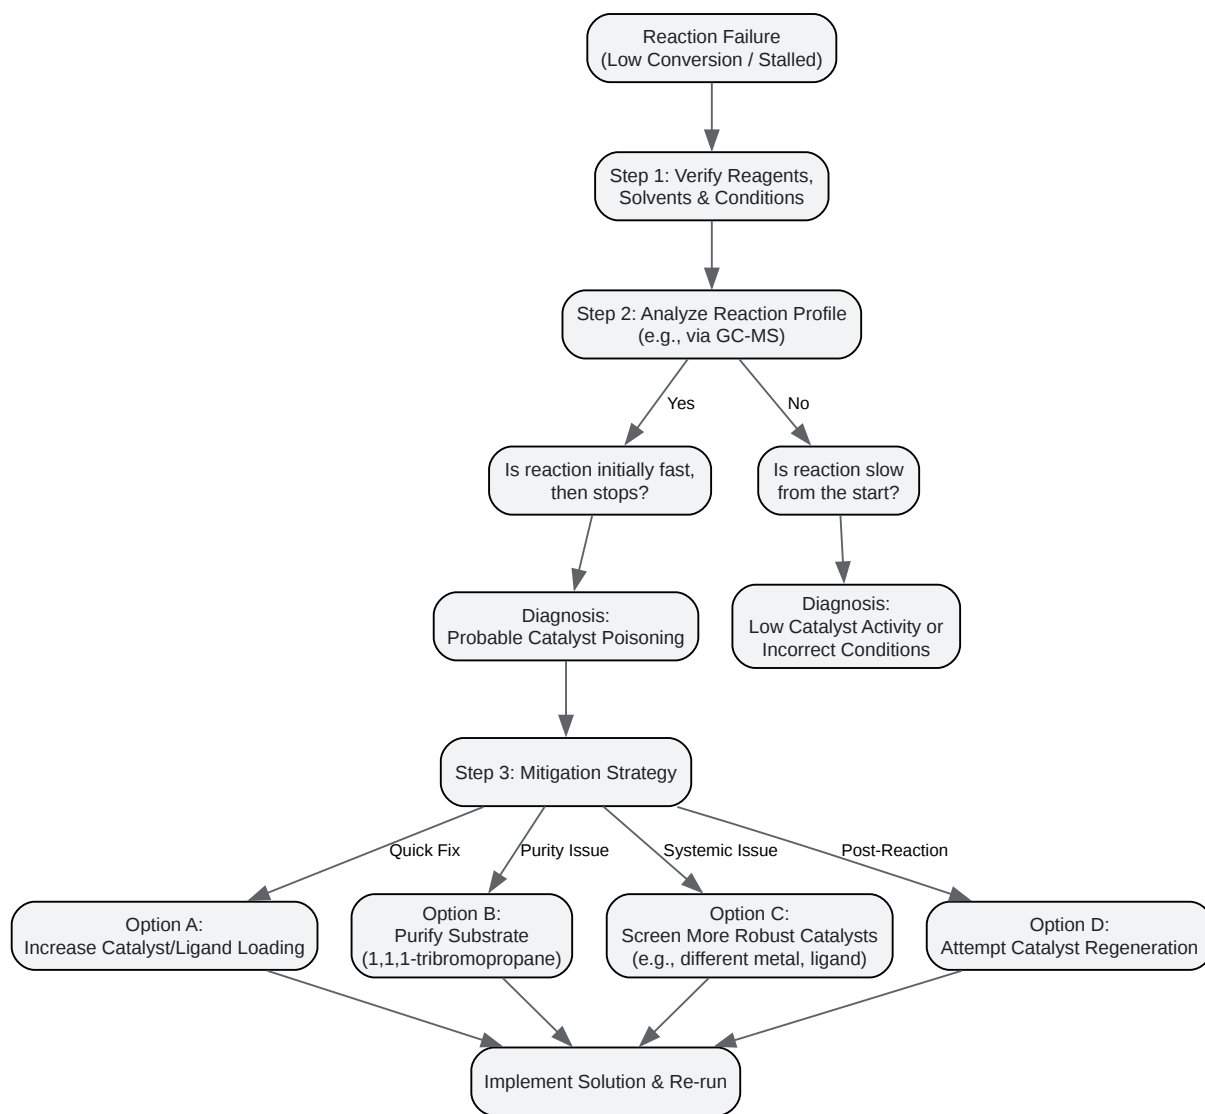 Reaction Failure
(Low Conversion / Stalled)
Step 1: Verify Reagents,
Solvents & Conditions
Step 2: Analyze Reaction Profile
(e.g., via GC-MS)
Yes
No
Is reaction initially fast,
then stops?
Is reaction slow
from the start?
Diagnosis:
Probable Catalyst Poisoning
Diagnosis:
Low Catalyst Activity or
Incorrect Conditions
Step 3: Mitigation Strategy
Quick Fix
Purity Issue
Systemic Issue
Post-Reaction
Option A:
Increase Catalyst/Ligand Loading
Option B:
Purify Substrate
(1,1,1-tribromopropane)
Option C:
Screen More Robust Catalysts
(e.g., different metal, ligand)
Option D:
Attempt Catalyst Regeneration
Implement Solution & Re-run